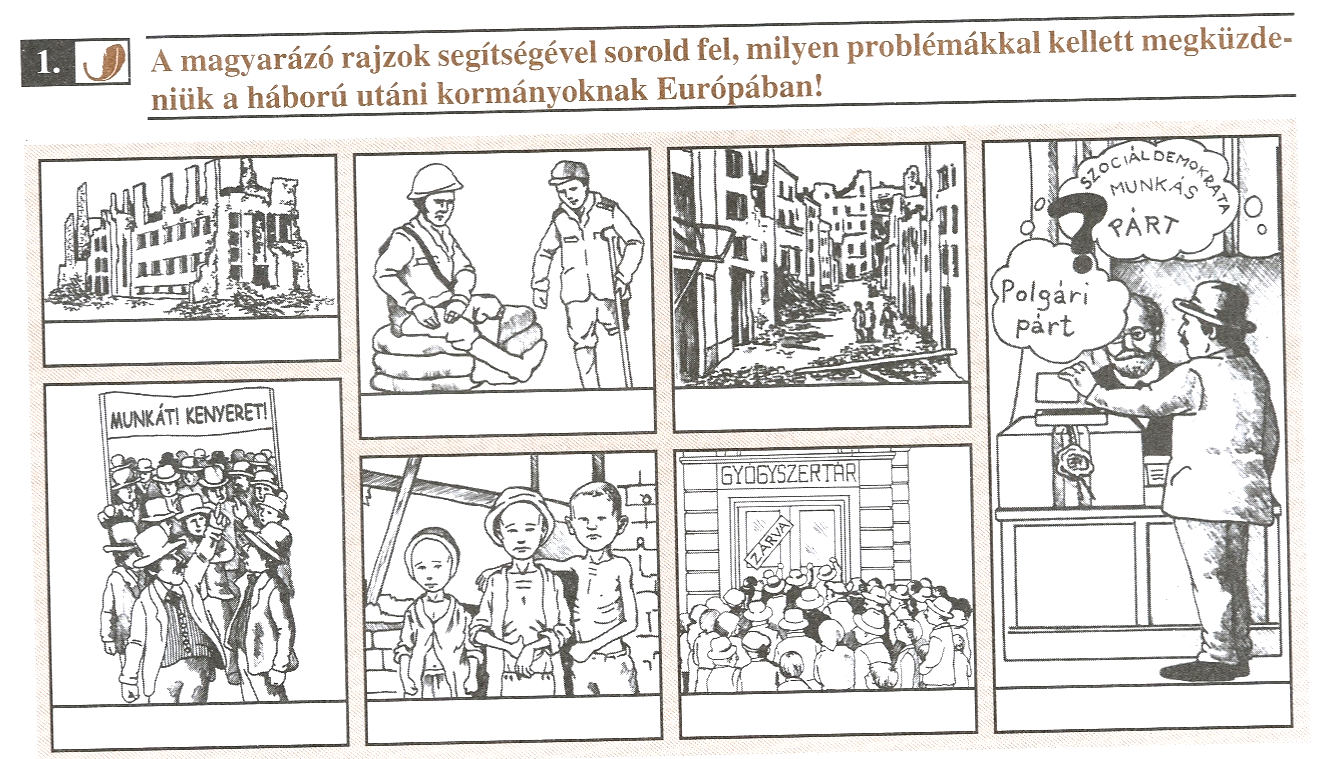 1.
A magyarázó rajzok segítségével sorold fel, milyen problémákkal kellett megküzde-
niük a háború utáni kormányoknak Európában!
SZOCIÁLDEMOKRATA
MUNKÁS
PÁRT
?
Polgári
párt
MUNKÁT! KENYERET!
GYÓGYSZERTÁR
ZÁRVA